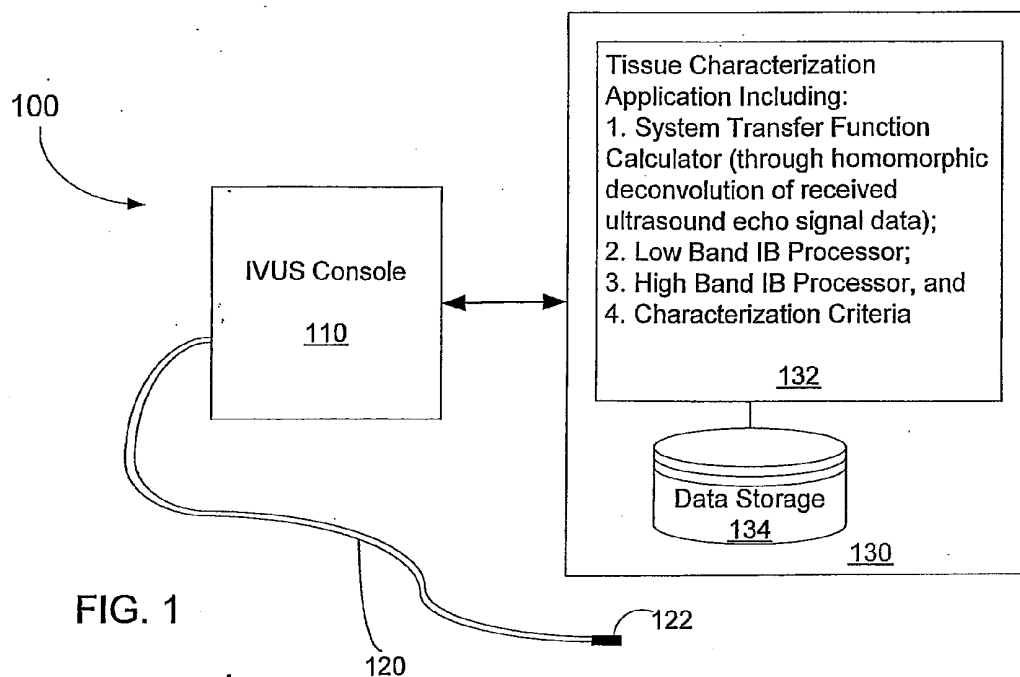 100
IVUS Console
110
Tissue Characterization
Application Including:
1. System Transfer Function
Calculator (through homomorphic
deconvolution of received
ultrasound echo signal data);
2. Low Band IB Processor;
3. High Band IB Processor, and
4. Characterization Criteria
132
Data Storage
134
130
FIG. 1
120
122